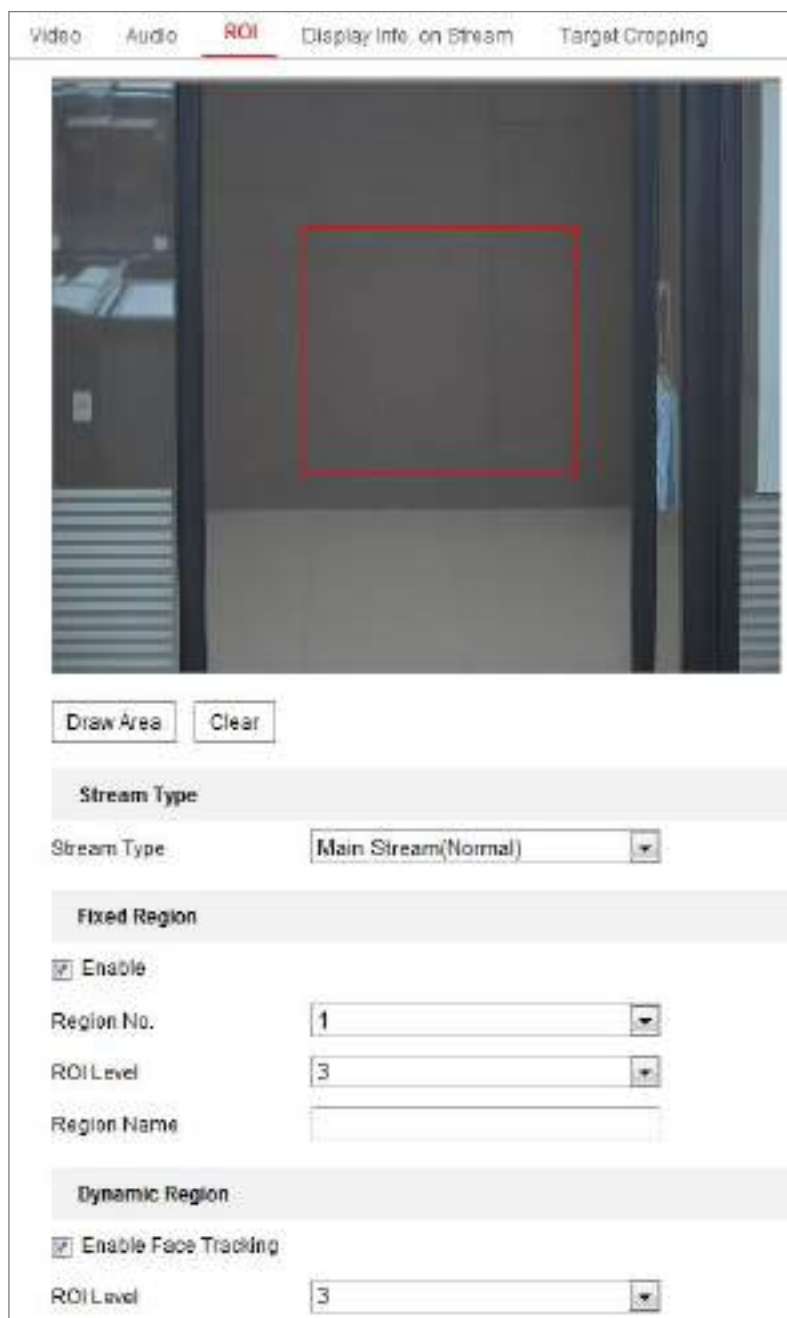 Video Audio ROI Display Info. on Stream Target Cropping
Draw Area Clear
Stream Type
Stream Type Main Stream(Normal)
Fixed Region
Enable
Region No. 1
ROI Level 3
Region Name
Dynamic Region
Enable Face Tracking
ROI Level 3